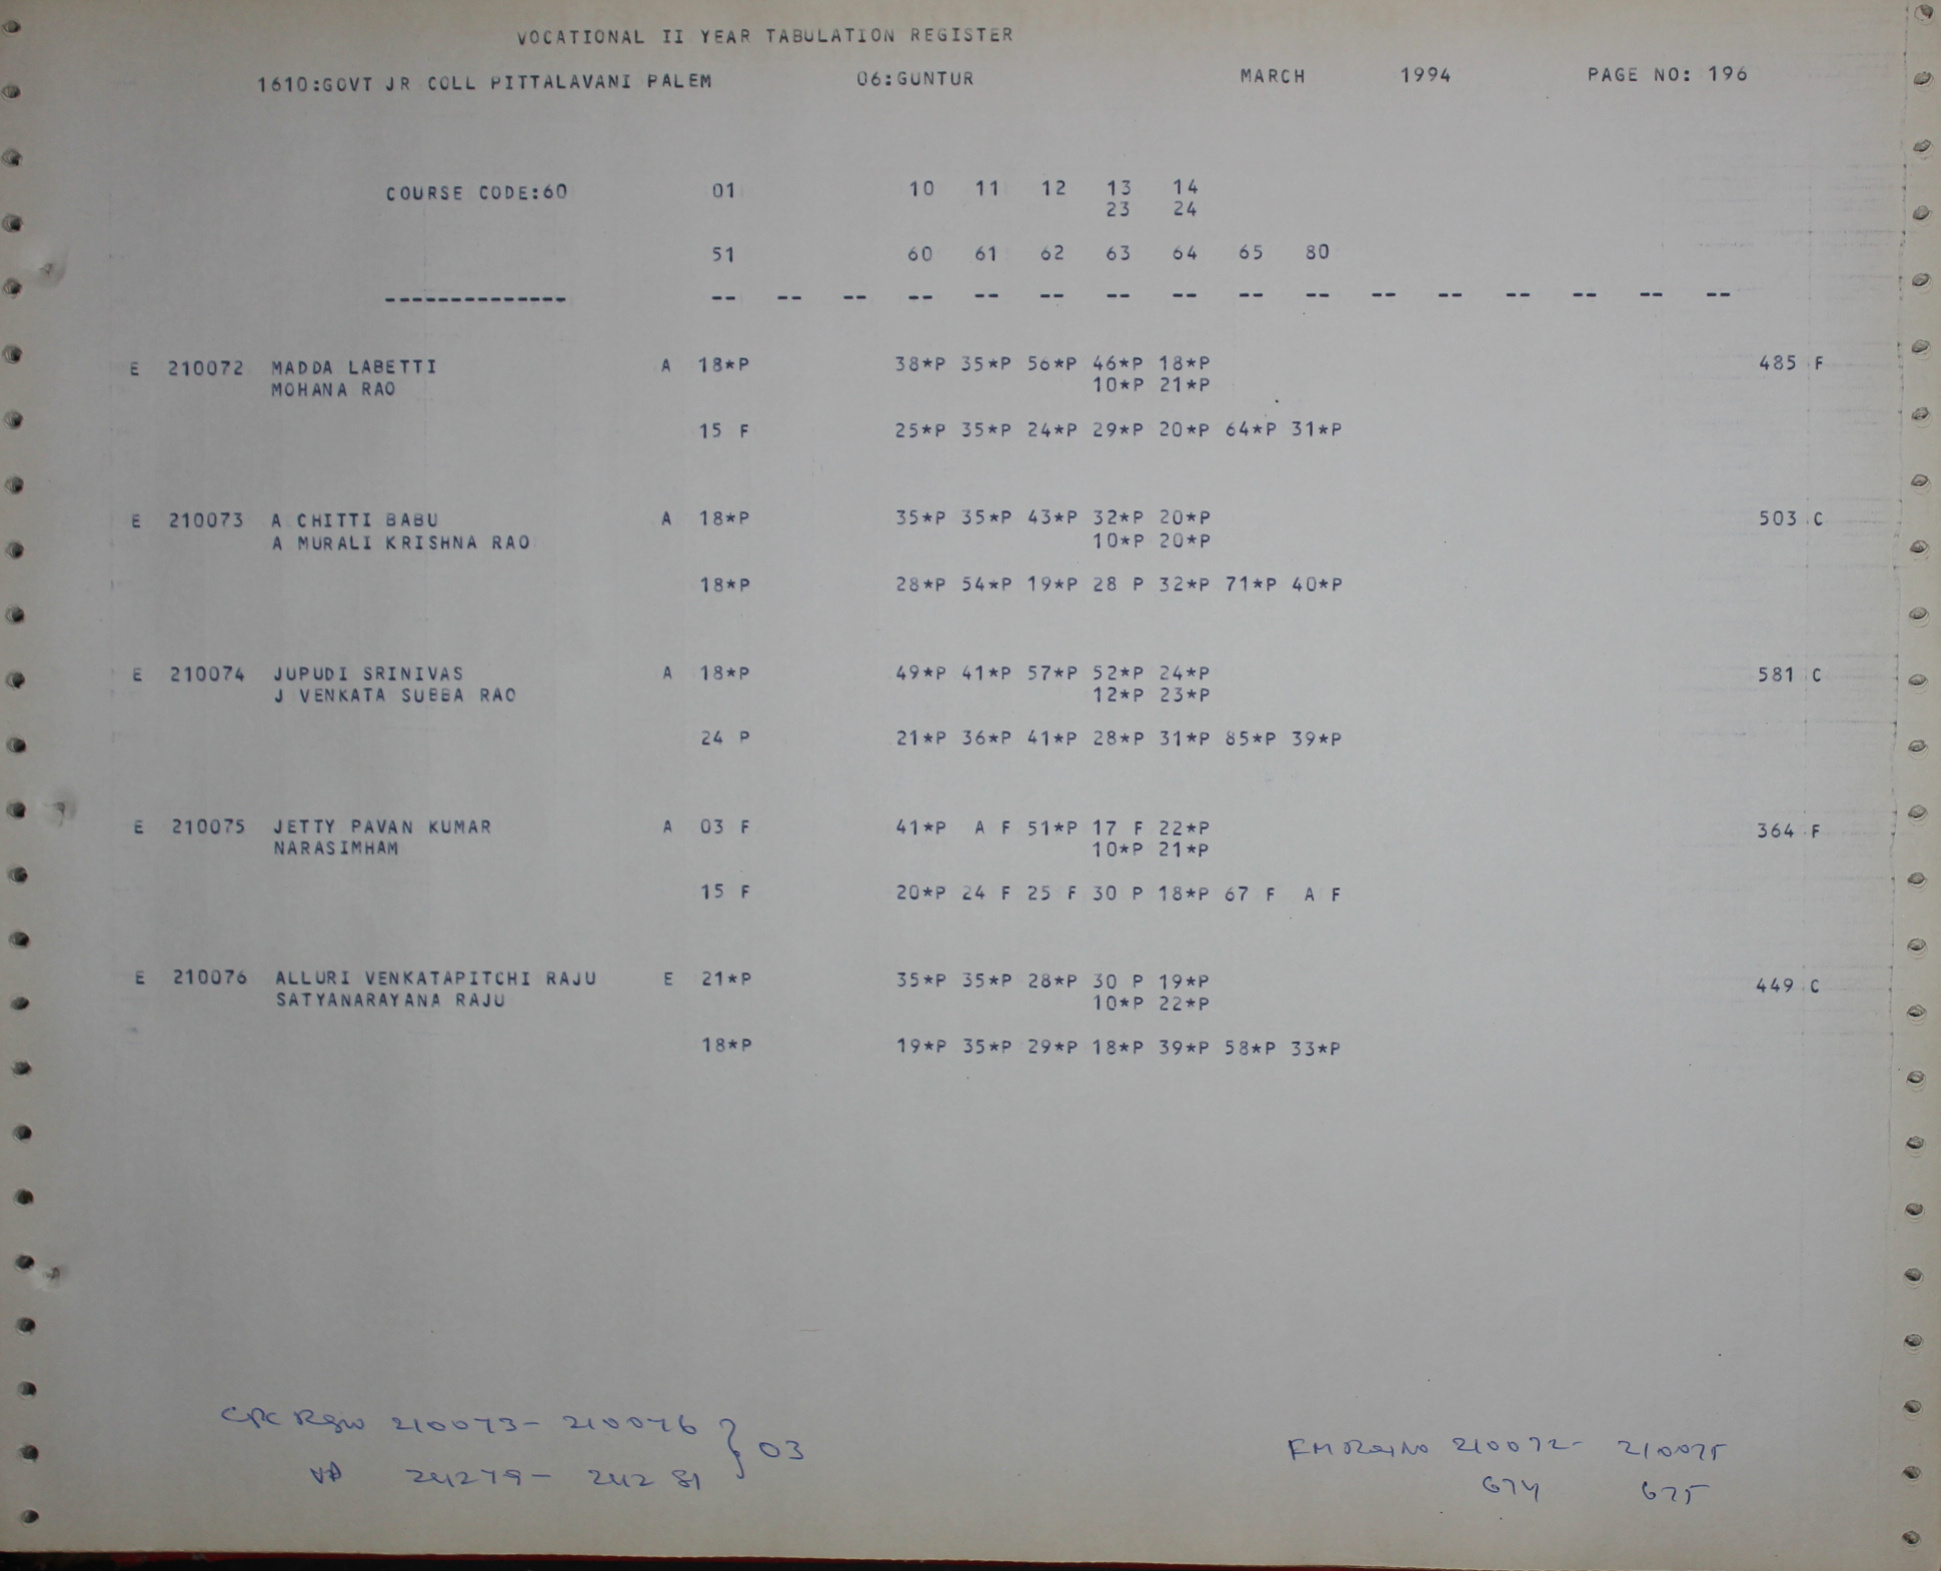 VOCATIONAL II YEAR TABULATION REGISTER
1610:GOVT JR COLL PITTALAVANI PALEM 06:GUNTUR MARCH 1994 PAGE NO: 196
COURSE CODE:60 01 10 11 12 13 14
23 24
51 60 61 62 63 64 65 80
-------------- -- -- -- -- -- -- -- -- -- -- -- -- -- -- -- --
E 210072 MADDA LABETTI A 18*P 38*P 35*P 56*P 46*P 18*P 485 F
MOHANA RAO 10*P 21*P
15 F 25*P 35*P 24*P 29*P 20*P 64*P 31*P
E 210073 A CHITTI BABU A 18*P 35*P 35*P 43*P 32*P 20*P 503 C
A MURALI KRISHNA RAO 10*P 20*P
18*P 28*P 54*P 19*P 28 P 32*P 71*P 40*P
E 210074 JUPUDI SRINIVAS A 18*P 49*P 41*P 57*P 52*P 24*P 581 C
J VENKATA SUBBA RAO 12*P 23*P
24 P 21*P 36*P 41*P 28*P 31*P 85*P 39*P
E 210075 JETTY PAVAN KUMAR A 03 F 41*P A F 51*P 17 F 22*P 364 F
NARASIMHAM 10*P 21*P
15 F 20*P 24 F 25 F 30 P 18*P 67 F A F
E 210076 ALLURI VENKATAPITCHI RAJU E 21*P 35*P 35*P 28*P 30 P 19*P 449 C
SATYANARAYANA RAJU 10*P 22*P
18*P 19*P 35*P 29*P 18*P 39*P 58*P 33*P
210073- 210076 } 03
24279- 24281
210072- 210075
674 675